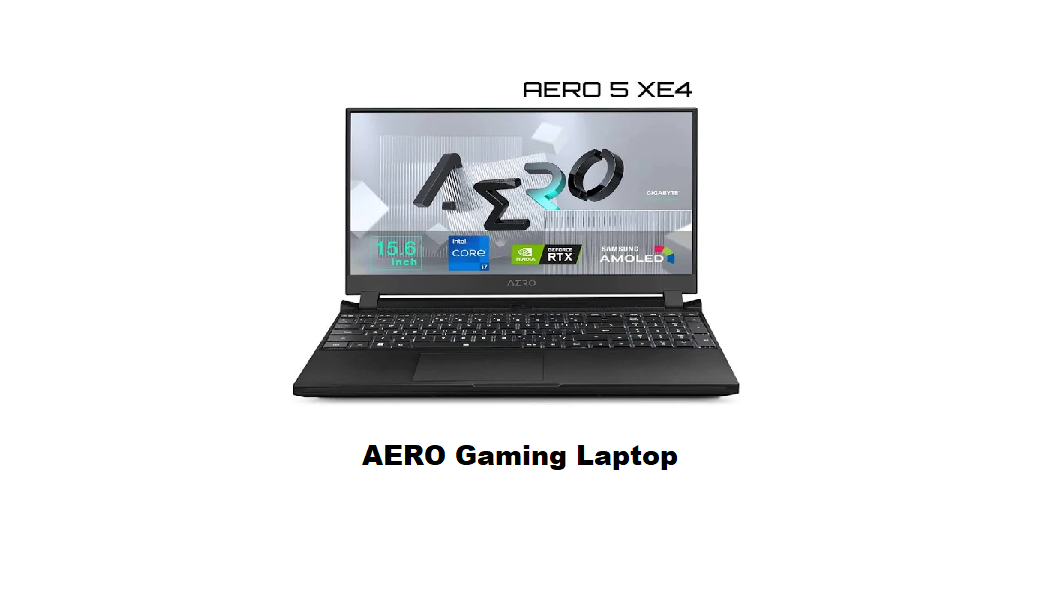 AERO 5 XE4
AERO
GIGABYTE
15.6
inch
intel
CORE
i7
NVIDIA
GEFORCE
RTX
SAMSUNG
AMOLED
AERO
AERO Gaming Laptop